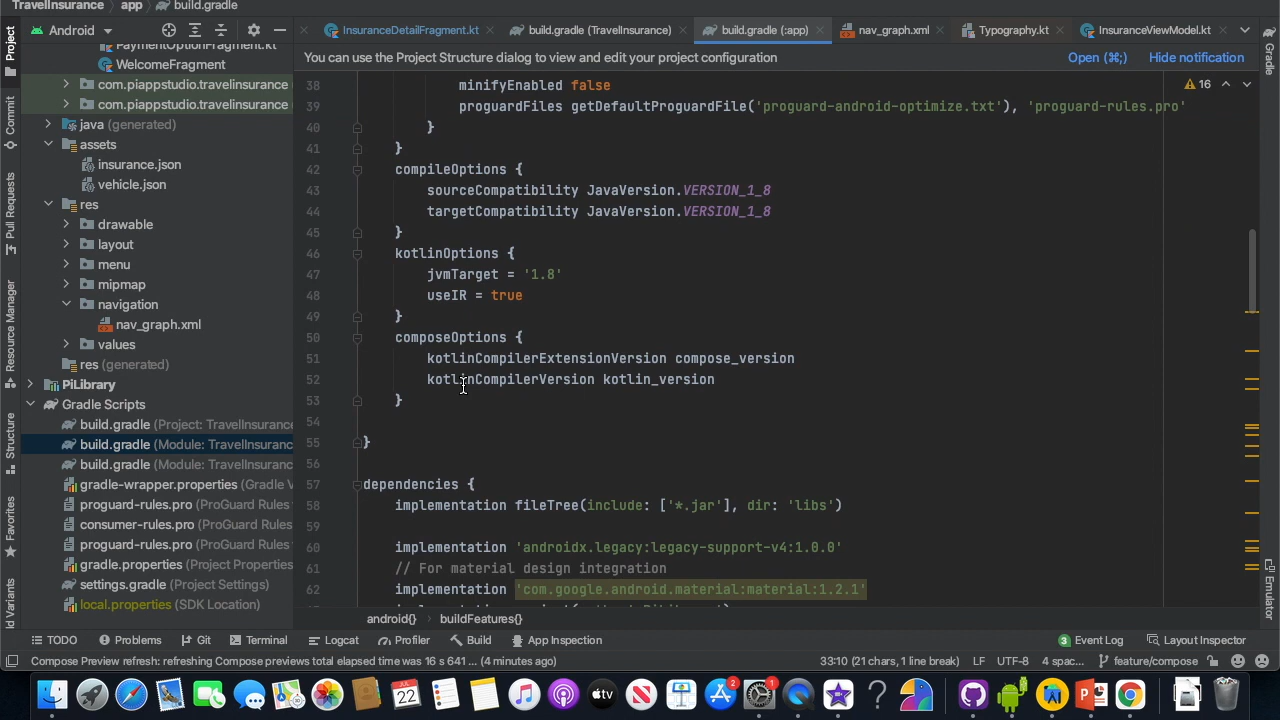 TravelInsurance › app › build.gradle
Android
InsuranceDetailFragment.kt
build.gradle (TravelInsurance)
build.gradle (:app)
nav_graph.xml
Typography.kt
InsuranceViewModel.kt
You can use the Project Structure dialog to view and edit your project configuration
Open (⌘;)
Hide notification
Project
Commit
Pull Requests
Resource Manager
Structure
Favorites
Variants
PaymentOptionFragment.kt
WelcomeFragment
com.piappstudio.travelinsurance
com.piappstudio.travelinsurance
java (generated)
assets
insurance.json
vehicle.json
res
drawable
layout
menu
mipmap
navigation
nav_graph.xml
values
res (generated)
PiLibrary
Gradle Scripts
build.gradle (Project: TravelInsurance
build.gradle (Module: TravelInsuranc
build.gradle (Module: TravelInsuranc
gradle-wrapper.properties (Gradle V
proguard-rules.pro (ProGuard Rules
consumer-rules.pro (ProGuard Rules
proguard-rules.pro (ProGuard Rules
gradle.properties (Project Properties
settings.gradle (Project Settings)
local.properties (SDK Location)
38 minifyEnabled false
39 proguardFiles getDefaultProguardFile('proguard-android-optimize.txt'), 'proguard-rules.pro'
40 }
41 }
42 compileOptions {
43 sourceCompatibility JavaVersion.VERSION_1_8
44 targetCompatibility JavaVersion.VERSION_1_8
45 }
46 kotlinOptions {
47 jvmTarget = '1.8'
48 useIR = true
49 }
50 composeOptions {
51 kotlinCompilerExtensionVersion compose_version
52 kotlinCompilerVersion kotlin_version
53 }
54
55 }
56
57 dependencies {
58 implementation fileTree(include: ['*.jar'], dir: 'libs')
59
60 implementation 'androidx.legacy:legacy-support-v4:1.0.0'
61 // For material design integration
62 implementation 'com.google.android.material:material:1.2.1'
16
Gradle
Emulator
android{} › buildFeatures{}
TODO
Problems
Git
Terminal
Logcat
Profiler
Build
App Inspection
3 Event Log
Layout Inspector
Compose Preview refresh: refreshing Compose previews total elapsed time was 16 s 641 ... (4 minutes ago)
33:10 (21 chars, 1 line break)
LF
UTF-8
4 spac...
feature/compose
JUL
22
2
1